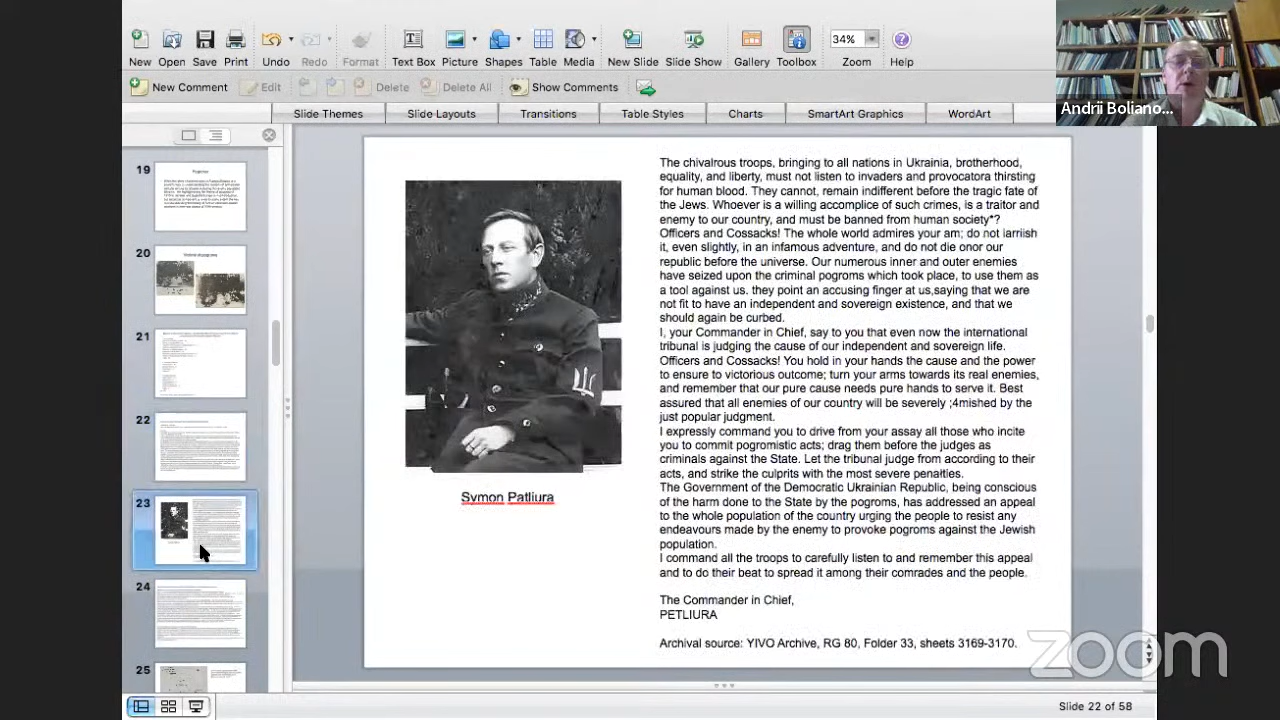 New Open Save Print Undo Redo Format Text Box Picture Shapes Table Media New Slide Slide Show Gallery Toolbox Zoom Help
34%
Andrii Boliano...
New Comment Edit Delete Delete All Show Comments
Slide Themes Slide Layouts Transitions Table Styles Charts SmartArt Graphics WordArt
19
20
21
22
23
24
25
Symon Patliura
The chivalrous troops, bringing to all nations in Ukrainia, brotherhood,
equality, and liberty, must not listen to invaders and provocatora thirsting
for human blood. They cannot, remain indifferent before the tragic fate of
the Jews. Whoever is a willing accomplice of such crimes, is a traitor and
enemy to our country, and must be banned from human society*?
Officers and Cossacks! The whole world admires your am; do not iarriish
it, even slightly, in an infamous adventure, and do not die onor our
republic before the universe. Our numerous inner and outer enemies
have seized upon the criminal pogroms which took place, to use them as
a tool against us. they point an accusing finger at us,saying that we are
not fit to have an independent and sovereign existence, and that we
should again be curbed.
I, your Commander in Chief, say to you that even now the international
tribunal is judging the cause of our independent and sovereign life.
Officers and Cossacks! You hold in your hands the cause and the power
to ensure to victorious outcome; turn your arms towards its real enemies,
and remember that our pure cause needs pure hands to serve it. Best
assured that all enemies of our country will be severely ;4mished by the
just popular judgment.
I expressly command you to drive from your assay all those who incite
you to commit pogromistic acts; drag them before the judges as
criminals against the State. Let the tribunal judge from according to their
acts, and strike the culprits with the most severe penalties.
The Government of the Democratic Ukrainian Republic, being conscious
of the harm done to the State by the pogroms, has addressed an appeal
to the whole population of the country urging the people to resist any
endeavours made by the enemy to provoke pogroms against the Jewish
population.
I command all the troops to carefully listen to and remember this appeal
and to do their beat to spread it among their comrades and the people.
The Commander in Chief,
PETLIURA
Archival source: YIVO Archive, RG 80, Folder 33, sheets 3169-3170.
zoom
Slide 22 of 58